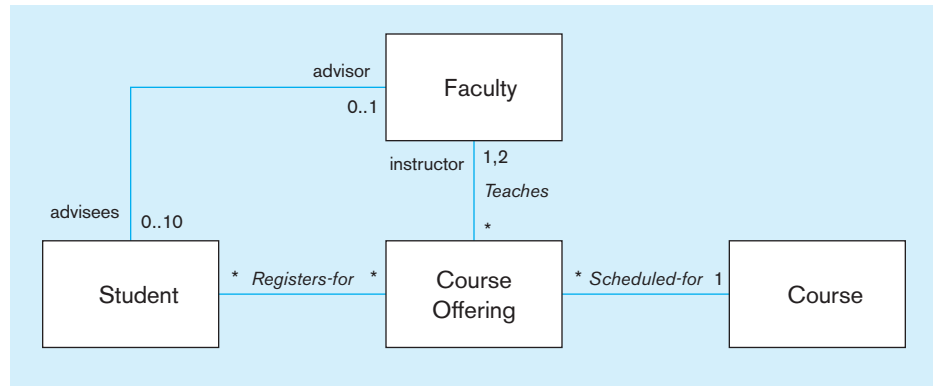 advisor
Faculty
0..1
instructor
1,2
Teaches
*
advisees
0..10
Student
* Registers-for *
Course
Offering
* Scheduled-for 1
Course